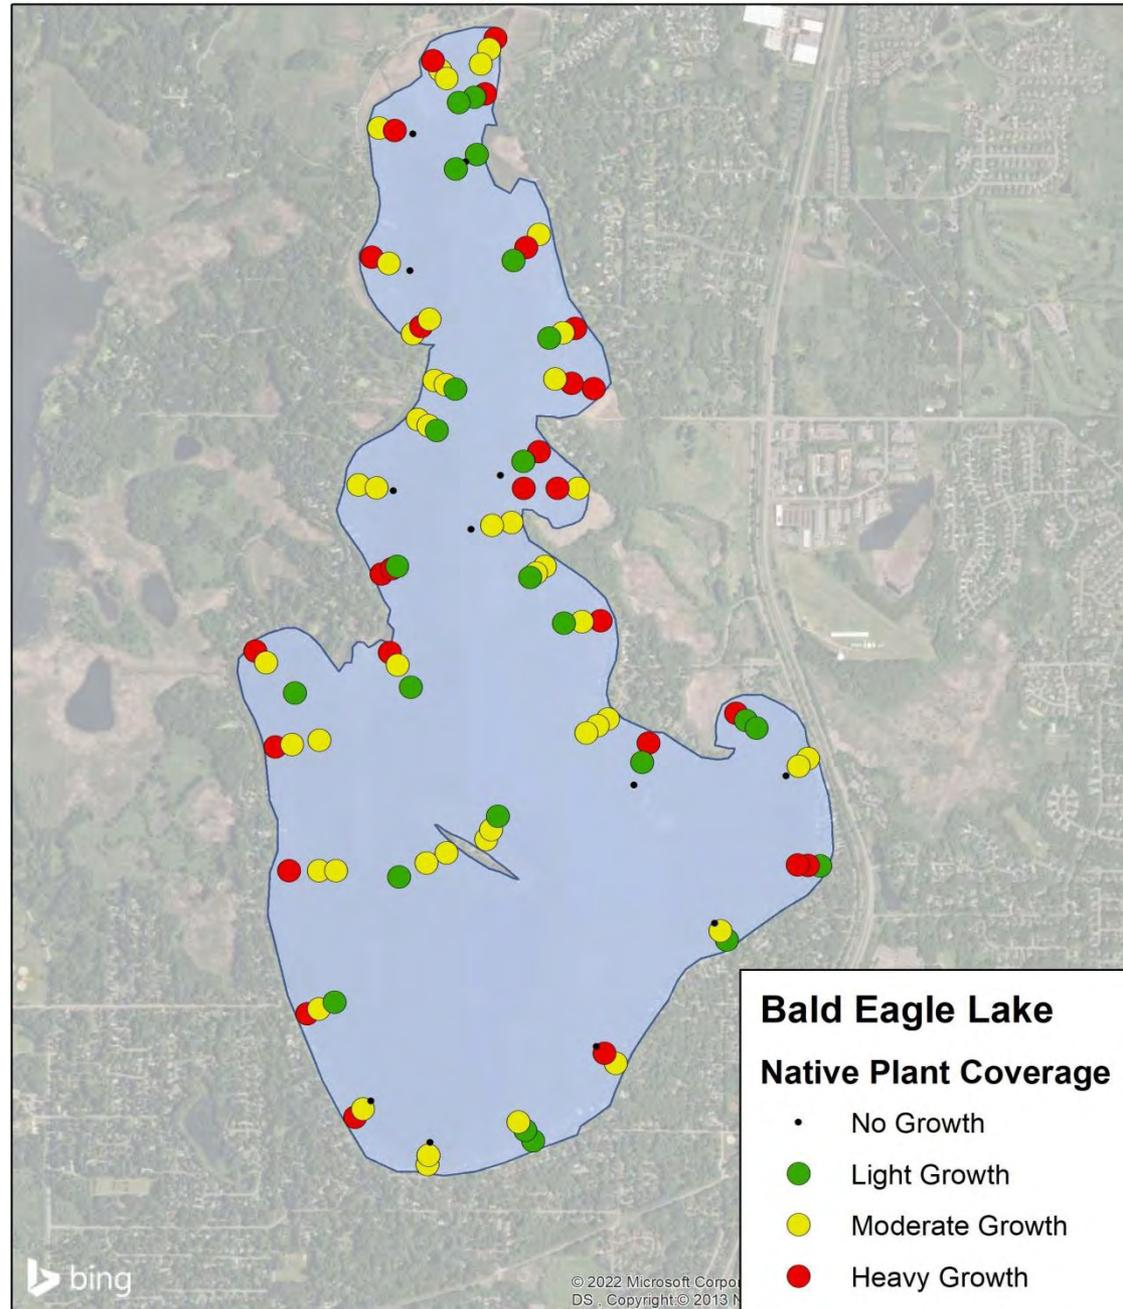 Bald Eagle Lake
Native Plant Coverage
No Growth
Light Growth
Moderate Growth
Heavy Growth
bing
© 2022 Microsoft
DS , Copyright:© 2013